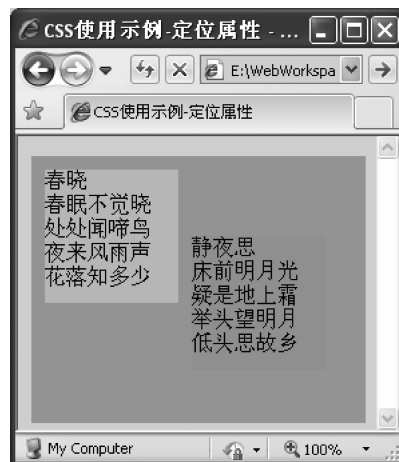 CSS使用示例-定位属性 - ...
E:\WebWorkspa
CSS使用示例-定位属性
春晓
春眠不觉晓
处处闻啼鸟
夜来风雨声
花落知多少
静夜思
床前明月光
疑是地上霜
举头望明月
低头思故乡
My Computer
100%